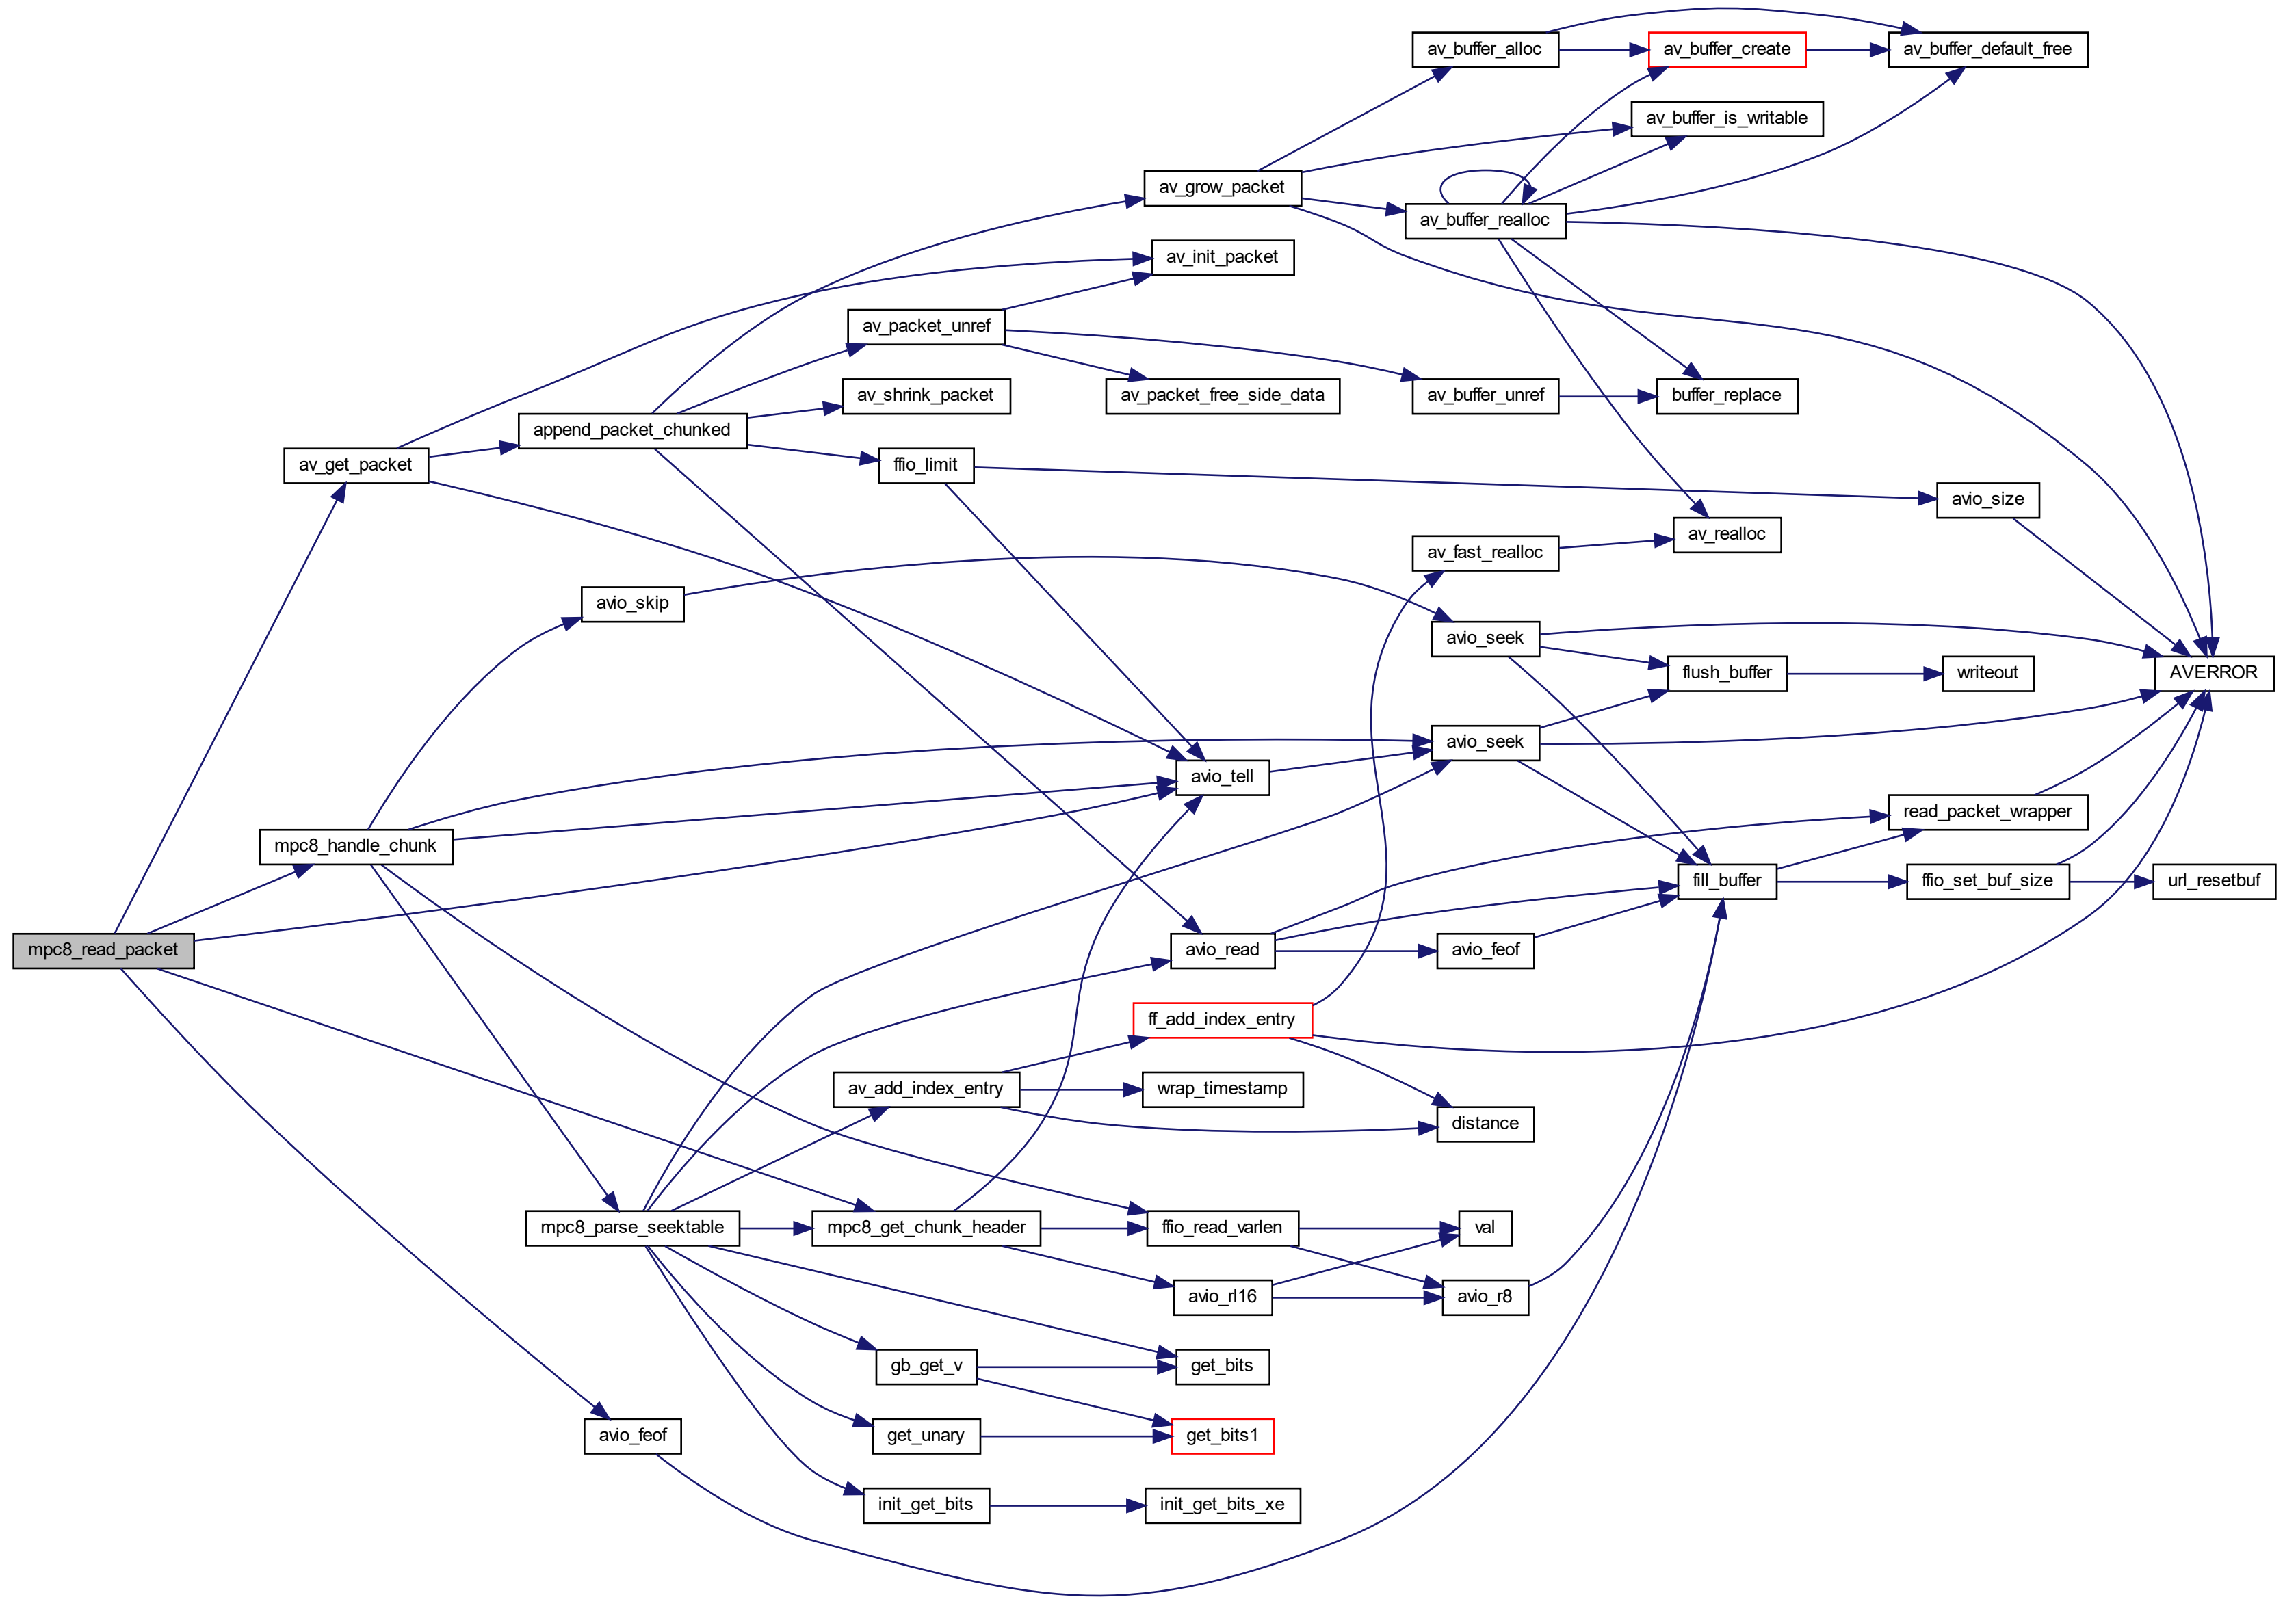 av_buffer_alloc
av_buffer_create
av_buffer_default_free
av_buffer_is_writable
av_grow_packet
av_buffer_realloc
av_init_packet
av_packet_unref
av_shrink_packet
av_packet_free_side_data
av_buffer_unref
buffer_replace
append_packet_chunked
av_get_packet
ffio_limit
avio_size
av_realloc
av_fast_realloc
avio_skip
avio_seek
flush_buffer
writeout
AVERROR
avio_seek
avio_tell
read_packet_wrapper
mpc8_handle_chunk
fill_buffer
ffio_set_buf_size
url_resetbuf
mpc8_read_packet
avio_read
avio_feof
ff_add_index_entry
av_add_index_entry
wrap_timestamp
distance
mpc8_parse_seektable
mpc8_get_chunk_header
ffio_read_varlen
val
avio_rl16
avio_r8
gb_get_v
get_bits
avio_feof
get_unary
get_bits1
init_get_bits
init_get_bits_xe